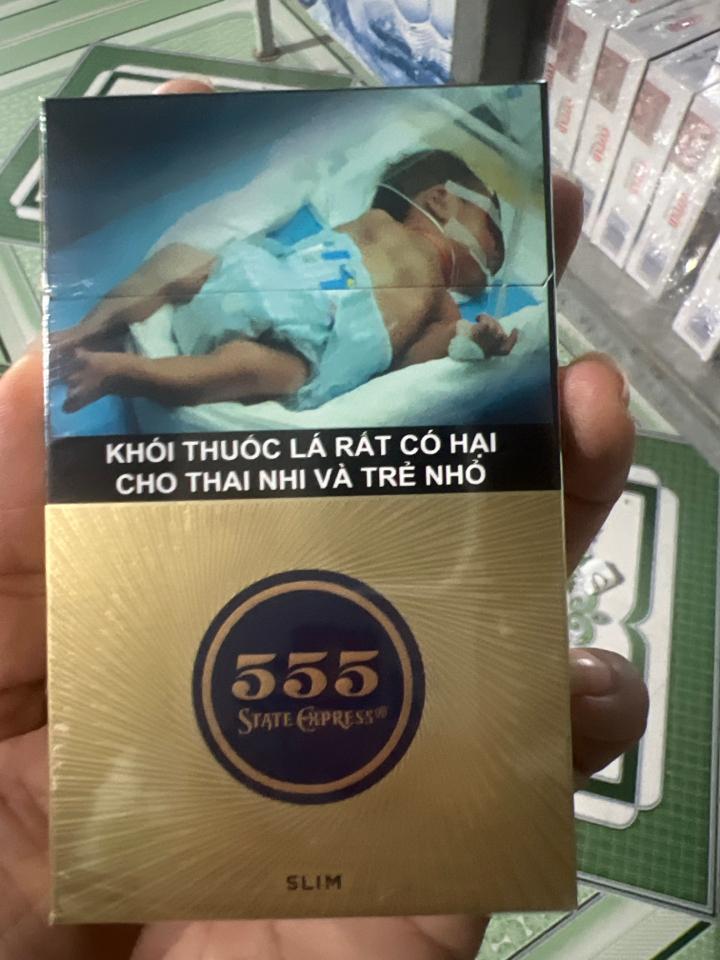 KHÓI THUỐC LÁ RẤT CÓ HẠI
CHO THAI NHI VÀ TRẺ NHỎ
555
STATE EXPRESS®
SLIM